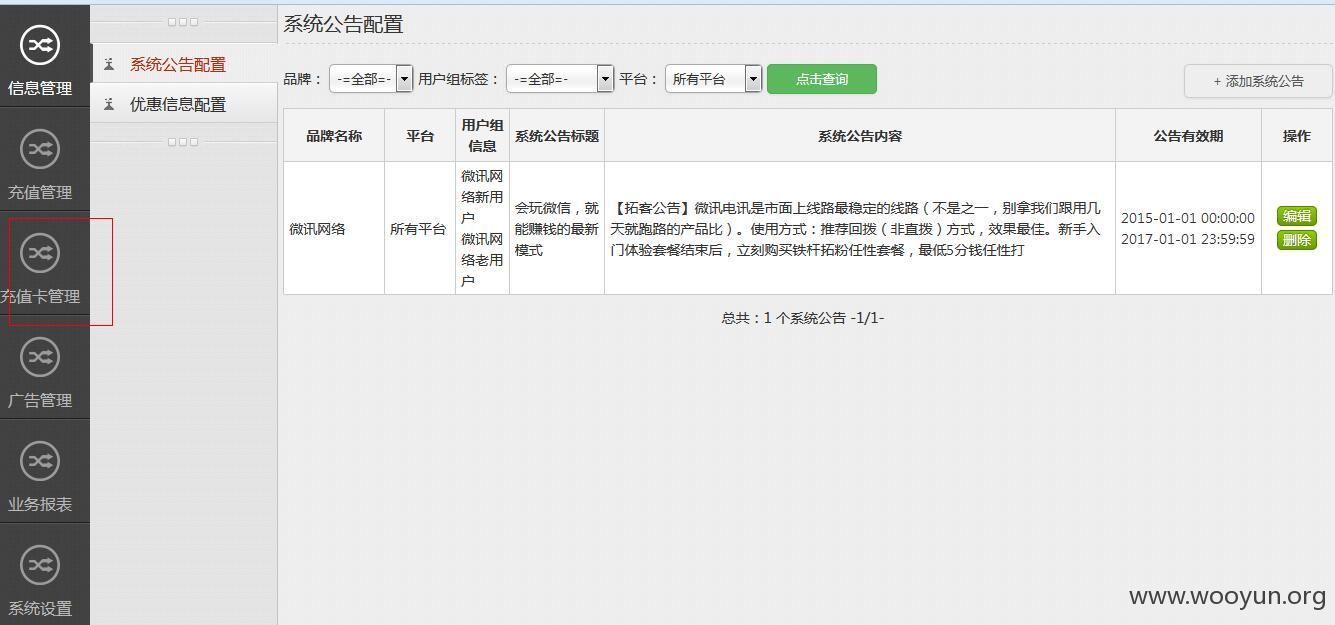 信息管理
充值管理
充值卡管理
广告管理
业务报表
系统设置
系统公告配置
优惠信息配置
系统公告配置
品牌： -=全部=- 用户组标签： -=全部=- 平台： 所有平台 点击查询 + 添加系统公告
品牌名称 平台 用户组信息 系统公告标题 系统公告内容 公告有效期 操作
微讯网络
所有平台
微讯网
络新用
户
微讯网
络老用
户
会玩微信，就
能赚钱的最新
模式
【拓客公告】微讯电讯是市面上线路最稳定的线路（不是之一，别拿我们跟用几
天就跑路的产品比）。使用方式：推荐回拨（非直拨）方式，效果最佳。新手入
门体验套餐结束后，立刻购买铁杆拓粉任性套餐，最低5分钱任性打
2015-01-01 00:00:00
2017-01-01 23:59:59
编辑
删除
总共：1 个系统公告 -1/1-
www.wooyun.org